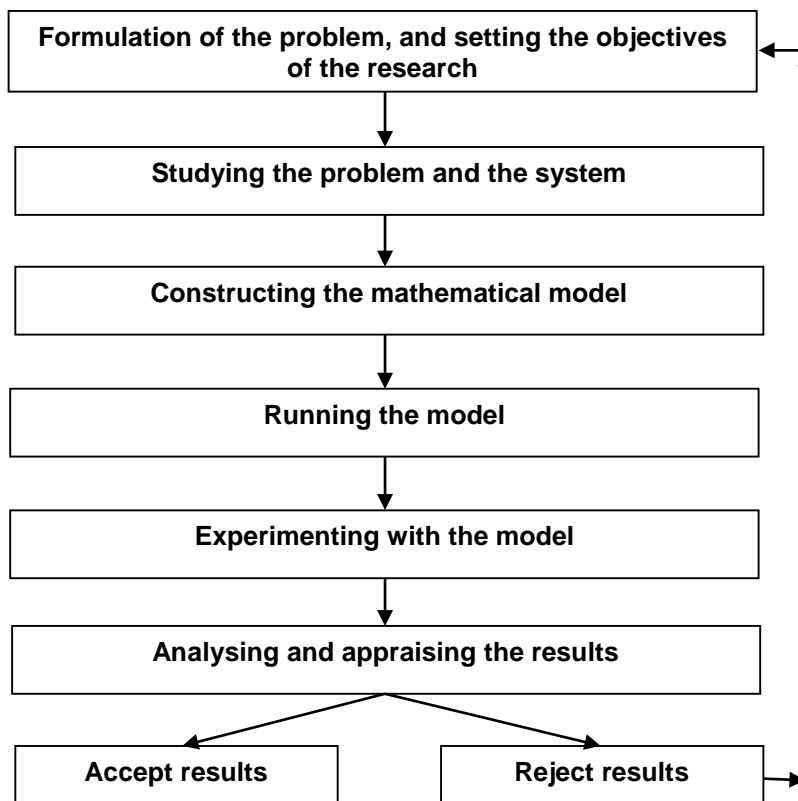 Formulation of the problem, and setting the objectives
of the research
Studying the problem and the system
Constructing the mathematical model
Running the model
Experimenting with the model
Analysing and appraising the results
Accept results
Reject results